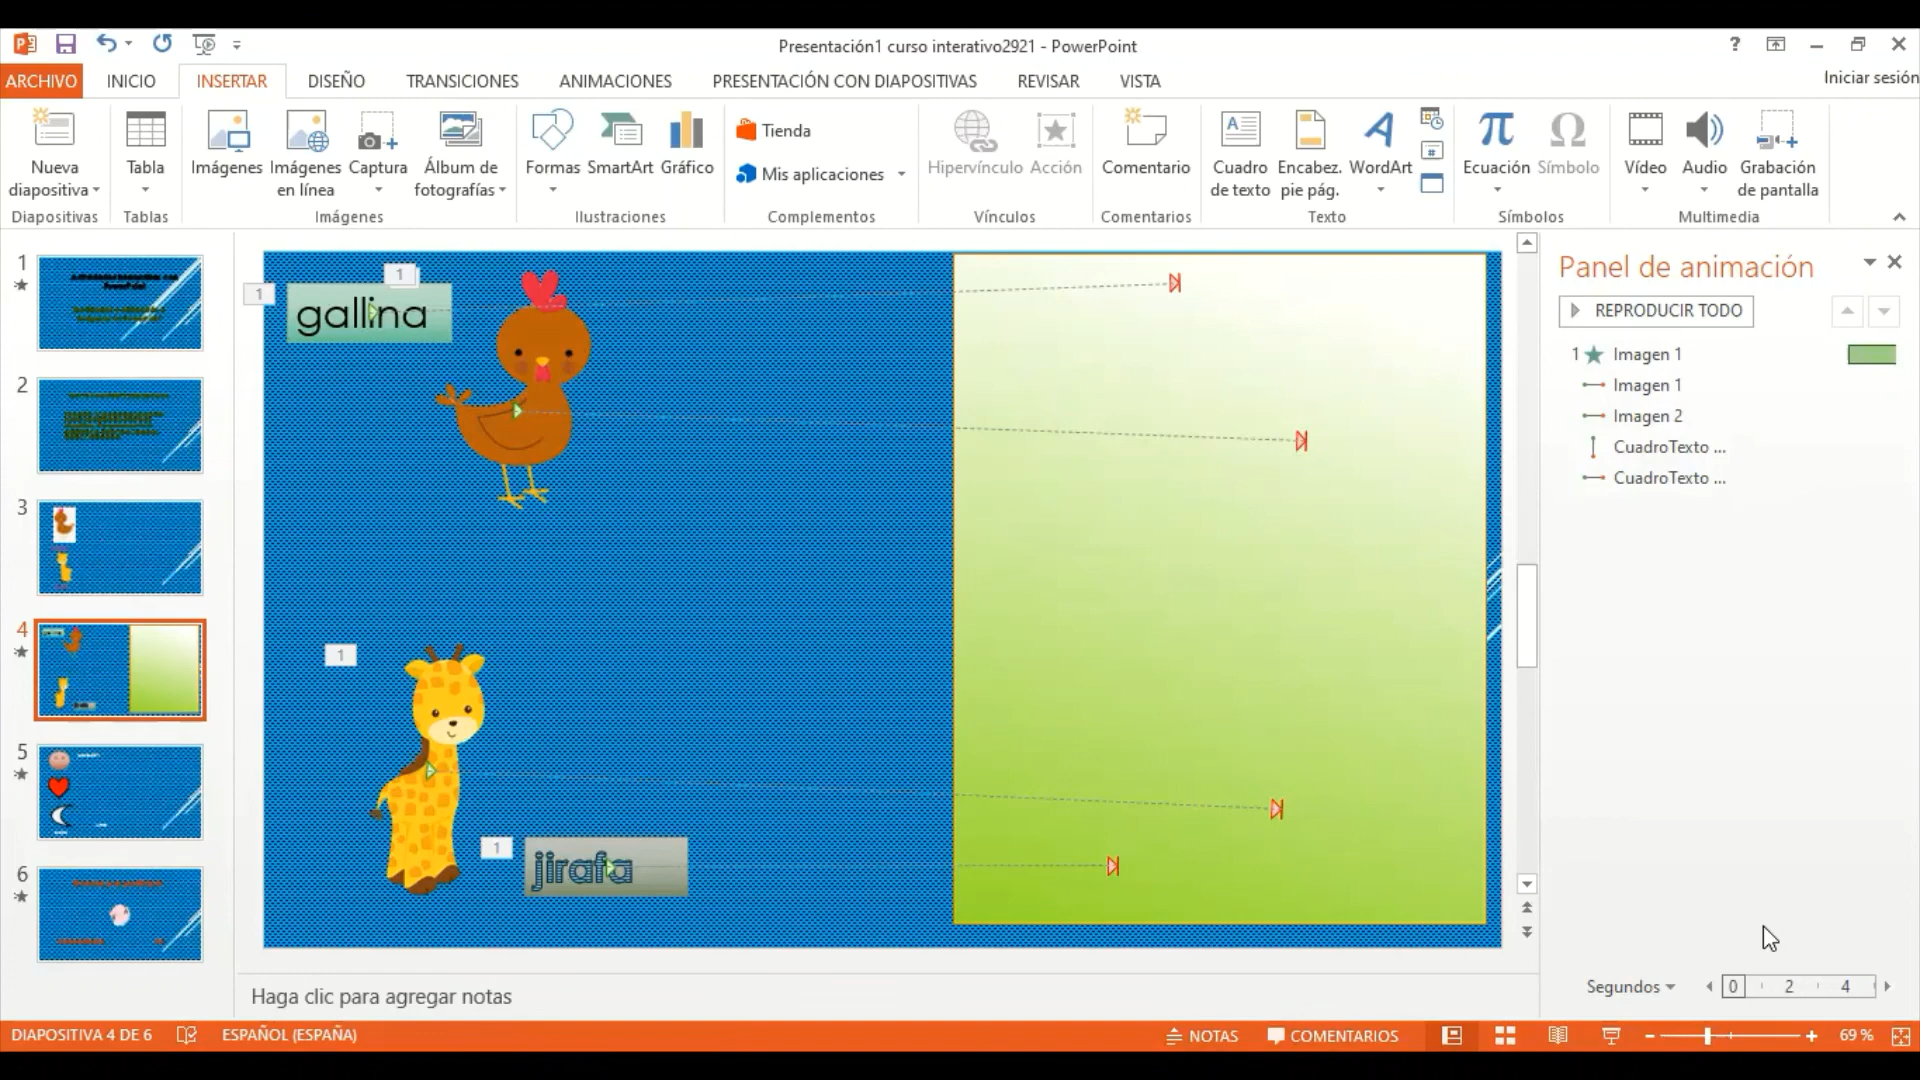 Presentación1 curso interativo2921 - PowerPoint
?
Iniciar sesión
ARCHIVO INICIO INSERTAR DISEÑO TRANSICIONES ANIMACIONES PRESENTACIÓN CON DIAPOSITIVAS REVISAR VISTA
Nueva diapositiva
Tabla
Imágenes
Imágenes en línea
Captura
Álbum de fotografías
Formas
SmartArt
Gráfico
Tienda
Mis aplicaciones
Hipervínculo
Acción
Comentario
Cuadro de texto
Encabez. pie pág.
WordArt
Ecuación
Símbolo
Vídeo
Audio
Grabación de pantalla
Diapositivas Tablas Imágenes Ilustraciones Complementos Vínculos Comentarios Texto Símbolos Multimedia
1
2
3
4
5
6
1
1
gallina
1
1
jirafa
Panel de animación
REPRODUCIR TODO
1 Imagen 1
Imagen 1
Imagen 2
CuadroTexto ...
CuadroTexto ...
Segundos 0 2 4
Haga clic para agregar notas
DIAPOSITIVA 4 DE 6 ESPAÑOL (ESPAÑA) NOTAS COMENTARIOS 69 %